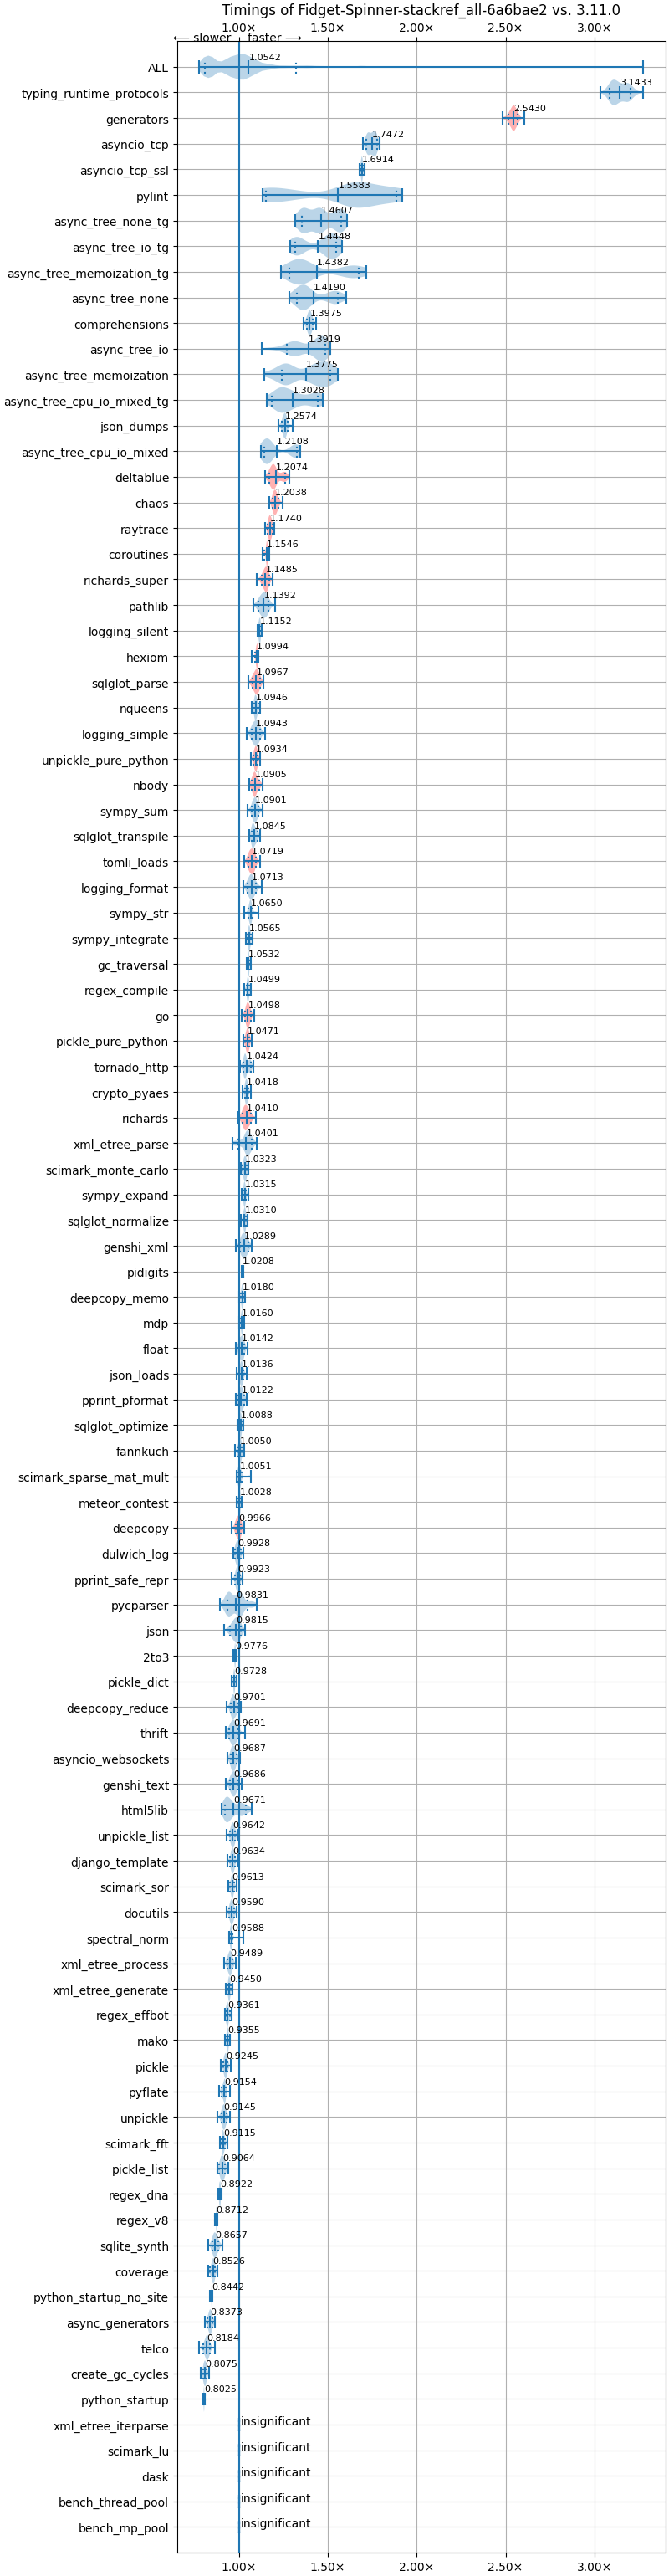 Timings of Fidget-Spinner-stackref_all-6a6bae2 vs. 3.11.0
1.00× 1.50× 2.00× 2.50× 3.00×
⟵ slower faster ⟶
ALL 1.0542
typing_runtime_protocols 3.1433
generators 2.5430
asyncio_tcp 1.7472
asyncio_tcp_ssl 1.6914
pylint 1.5583
async_tree_none_tg 1.4607
async_tree_io_tg 1.4448
async_tree_memoization_tg 1.4382
async_tree_none 1.4190
comprehensions 1.3975
async_tree_io 1.3919
async_tree_memoization 1.3775
async_tree_cpu_io_mixed_tg 1.3028
json_dumps 1.2574
async_tree_cpu_io_mixed 1.2108
deltablue 1.2074
chaos 1.2038
raytrace 1.1740
coroutines 1.1546
richards_super 1.1485
pathlib 1.1392
logging_silent 1.1152
hexiom 1.0994
sqlglot_parse 1.0967
nqueens 1.0946
logging_simple 1.0943
unpickle_pure_python 1.0934
nbody 1.0905
sympy_sum 1.0901
sqlglot_transpile 1.0845
tomli_loads 1.0719
logging_format 1.0713
sympy_str 1.0650
sympy_integrate 1.0565
gc_traversal 1.0532
regex_compile 1.0499
go 1.0498
pickle_pure_python 1.0471
tornado_http 1.0424
crypto_pyaes 1.0418
richards 1.0410
xml_etree_parse 1.0401
scimark_monte_carlo 1.0323
sympy_expand 1.0315
sqlglot_normalize 1.0310
genshi_xml 1.0289
pidigits 1.0208
deepcopy_memo 1.0180
mdp 1.0160
float 1.0142
json_loads 1.0136
pprint_pformat 1.0122
sqlglot_optimize 1.0088
fannkuch 1.0050
scimark_sparse_mat_mult 1.0051
meteor_contest 1.0028
deepcopy 0.9966
dulwich_log 0.9928
pprint_safe_repr 0.9923
pycparser 0.9831
json 0.9815
2to3 0.9776
pickle_dict 0.9728
deepcopy_reduce 0.9701
thrift 0.9691
asyncio_websockets 0.9687
genshi_text 0.9686
html5lib 0.9671
unpickle_list 0.9642
django_template 0.9634
scimark_sor 0.9613
docutils 0.9590
spectral_norm 0.9588
xml_etree_process 0.9489
xml_etree_generate 0.9450
regex_effbot 0.9361
mako 0.9355
pickle 0.9245
pyflate 0.9154
unpickle 0.9145
scimark_fft 0.9115
pickle_list 0.9064
regex_dna 0.8922
regex_v8 0.8712
sqlite_synth 0.8657
coverage 0.8526
python_startup_no_site 0.8442
async_generators 0.8373
telco 0.8184
create_gc_cycles 0.8075
python_startup 0.8025
xml_etree_iterparse insignificant
scimark_lu insignificant
dask insignificant
bench_thread_pool insignificant
bench_mp_pool insignificant
1.00× 1.50× 2.00× 2.50× 3.00×